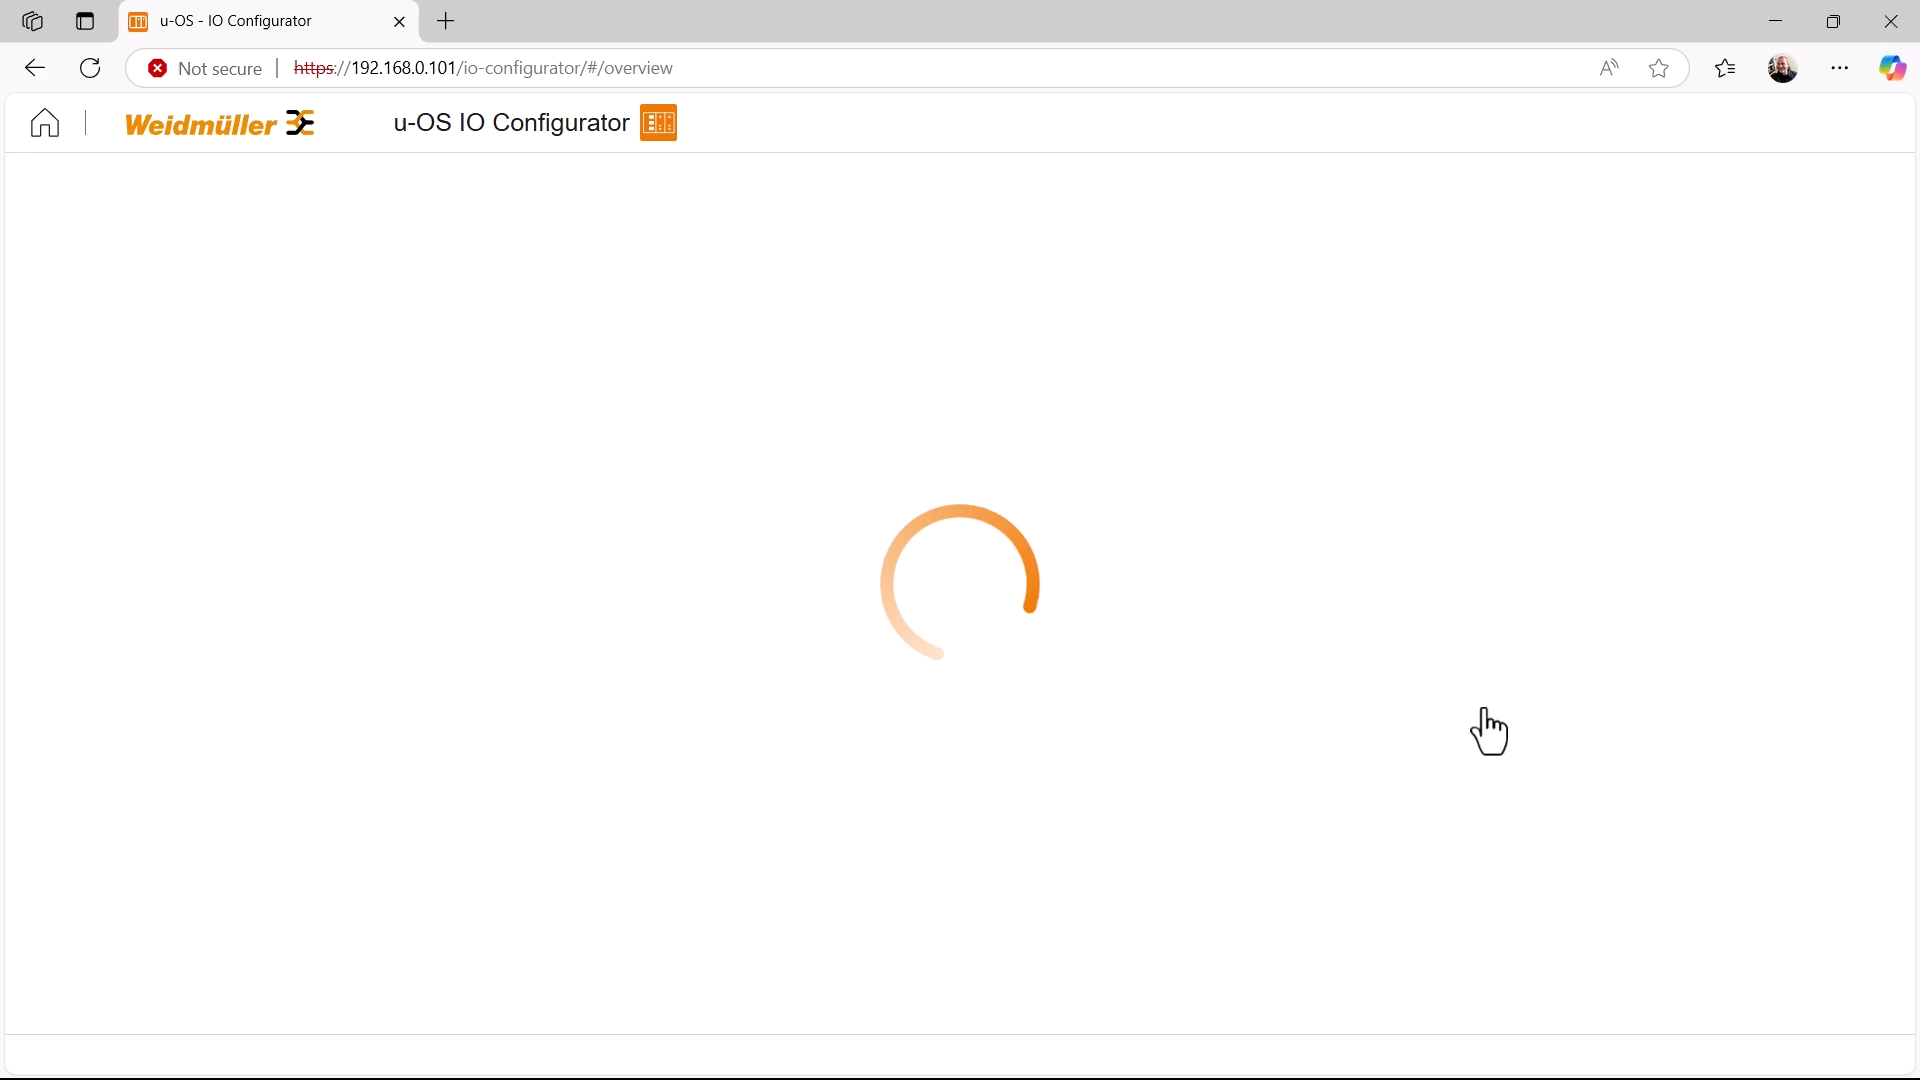 u-OS - IO Configurator
Not secure
https://192.168.0.101/io-configurator/#/overview
Weidmüller
u-OS IO Configurator